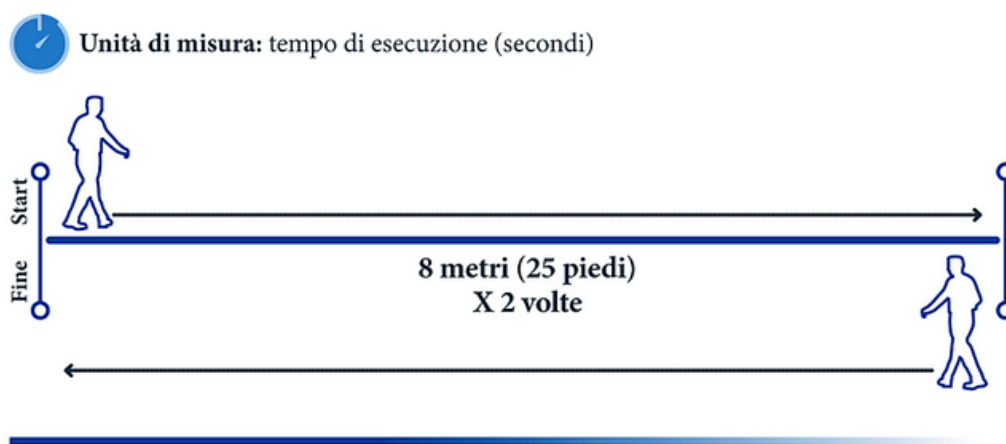 Unità di misura: tempo di esecuzione (secondi)
Start
8 metri (25 piedi)
X 2 volte
Fine